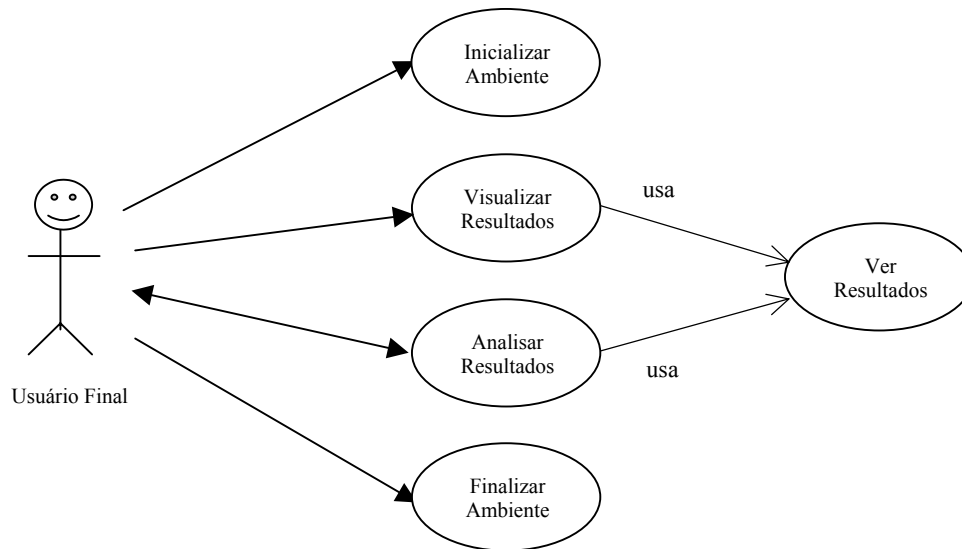 Inicializar
Ambiente
Visualizar
Resultados
usa
Ver
Resultados
Analisar
Resultados
usa
Usuário Final
Finalizar
Ambiente